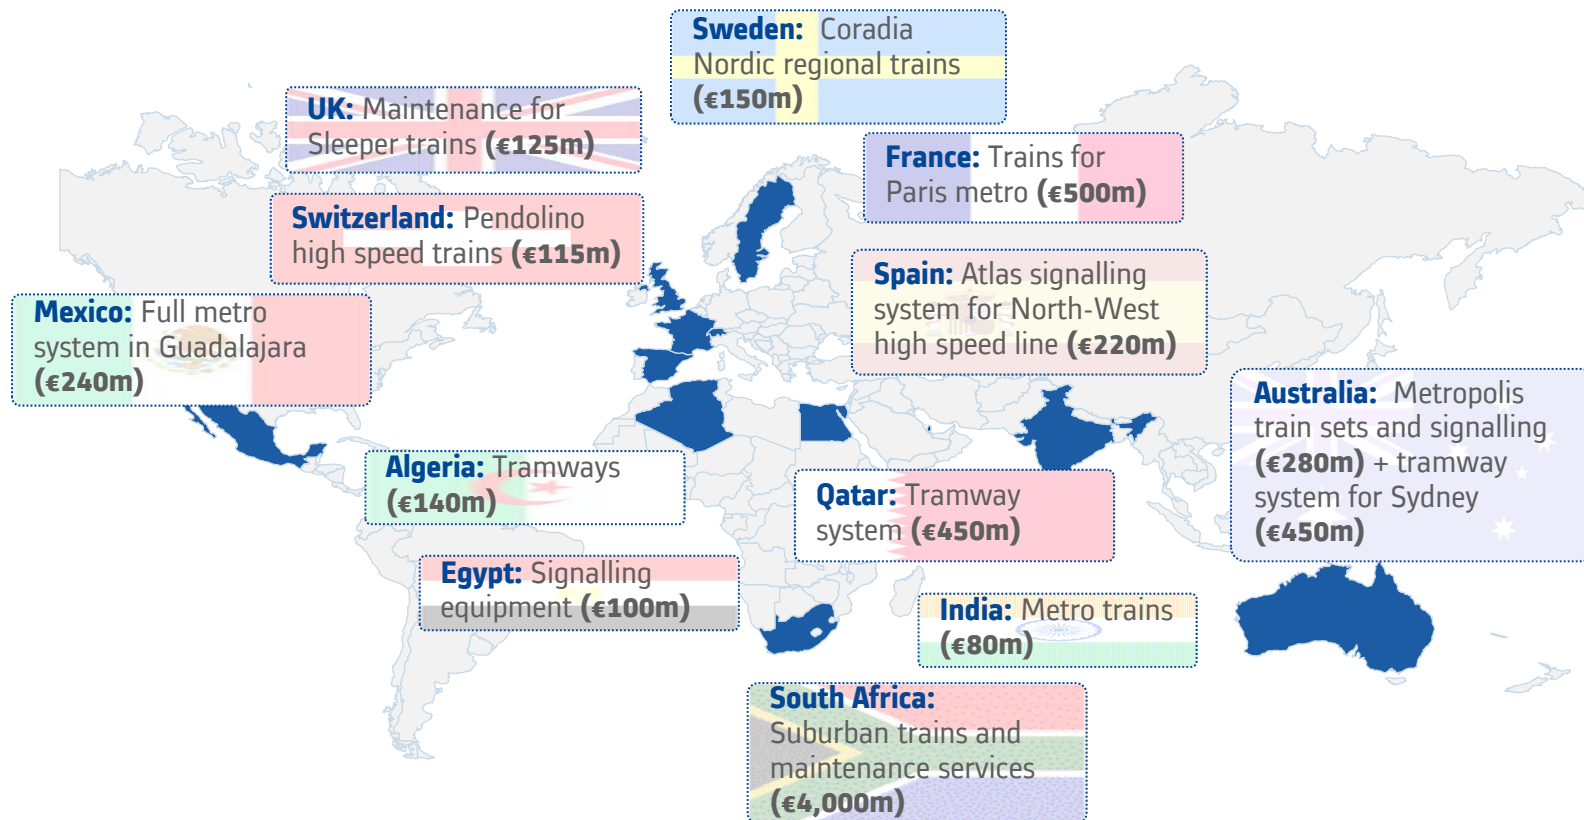 Sweden: Coradia
Nordic regional trains
(€150m)
UK: Maintenance for
Sleeper trains (€125m)
France: Trains for
Paris metro (€500m)
Switzerland: Pendolino
high speed trains (€115m)
Spain: Atlas signalling
system for North-West
high speed line (€220m)
Mexico: Full metro
system in Guadalajara
(€240m)
Australia: Metropolis
train sets and signalling
(€280m) + tramway
system for Sydney
(€450m)
Algeria: Tramways
(€140m)
Qatar: Tramway
system (€450m)
Egypt: Signalling
equipment (€100m)
India: Metro trains
(€80m)
South Africa:
Suburban trains and
maintenance services
(€4,000m)